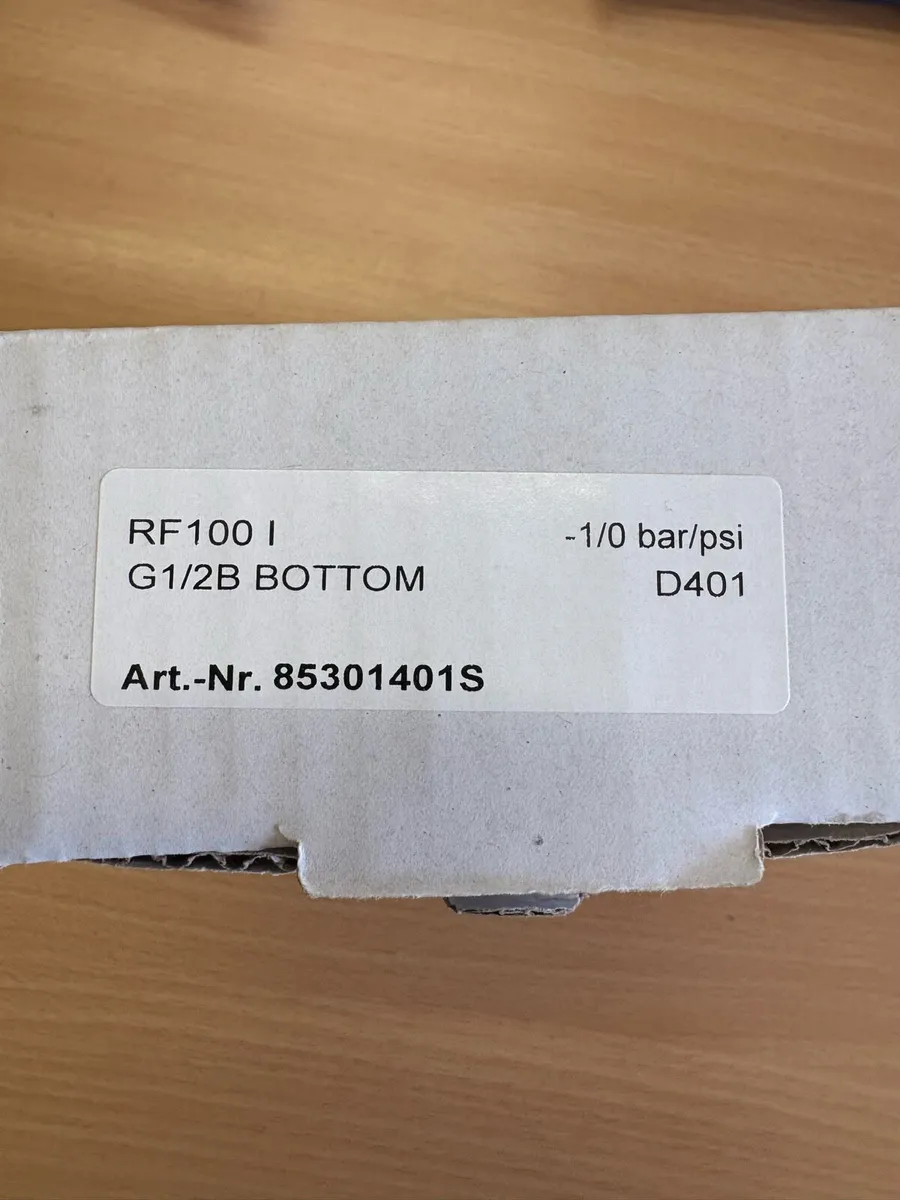 RF100 I -1/0 bar/psi
G1/2B BOTTOM D401
Art.-Nr. 85301401S